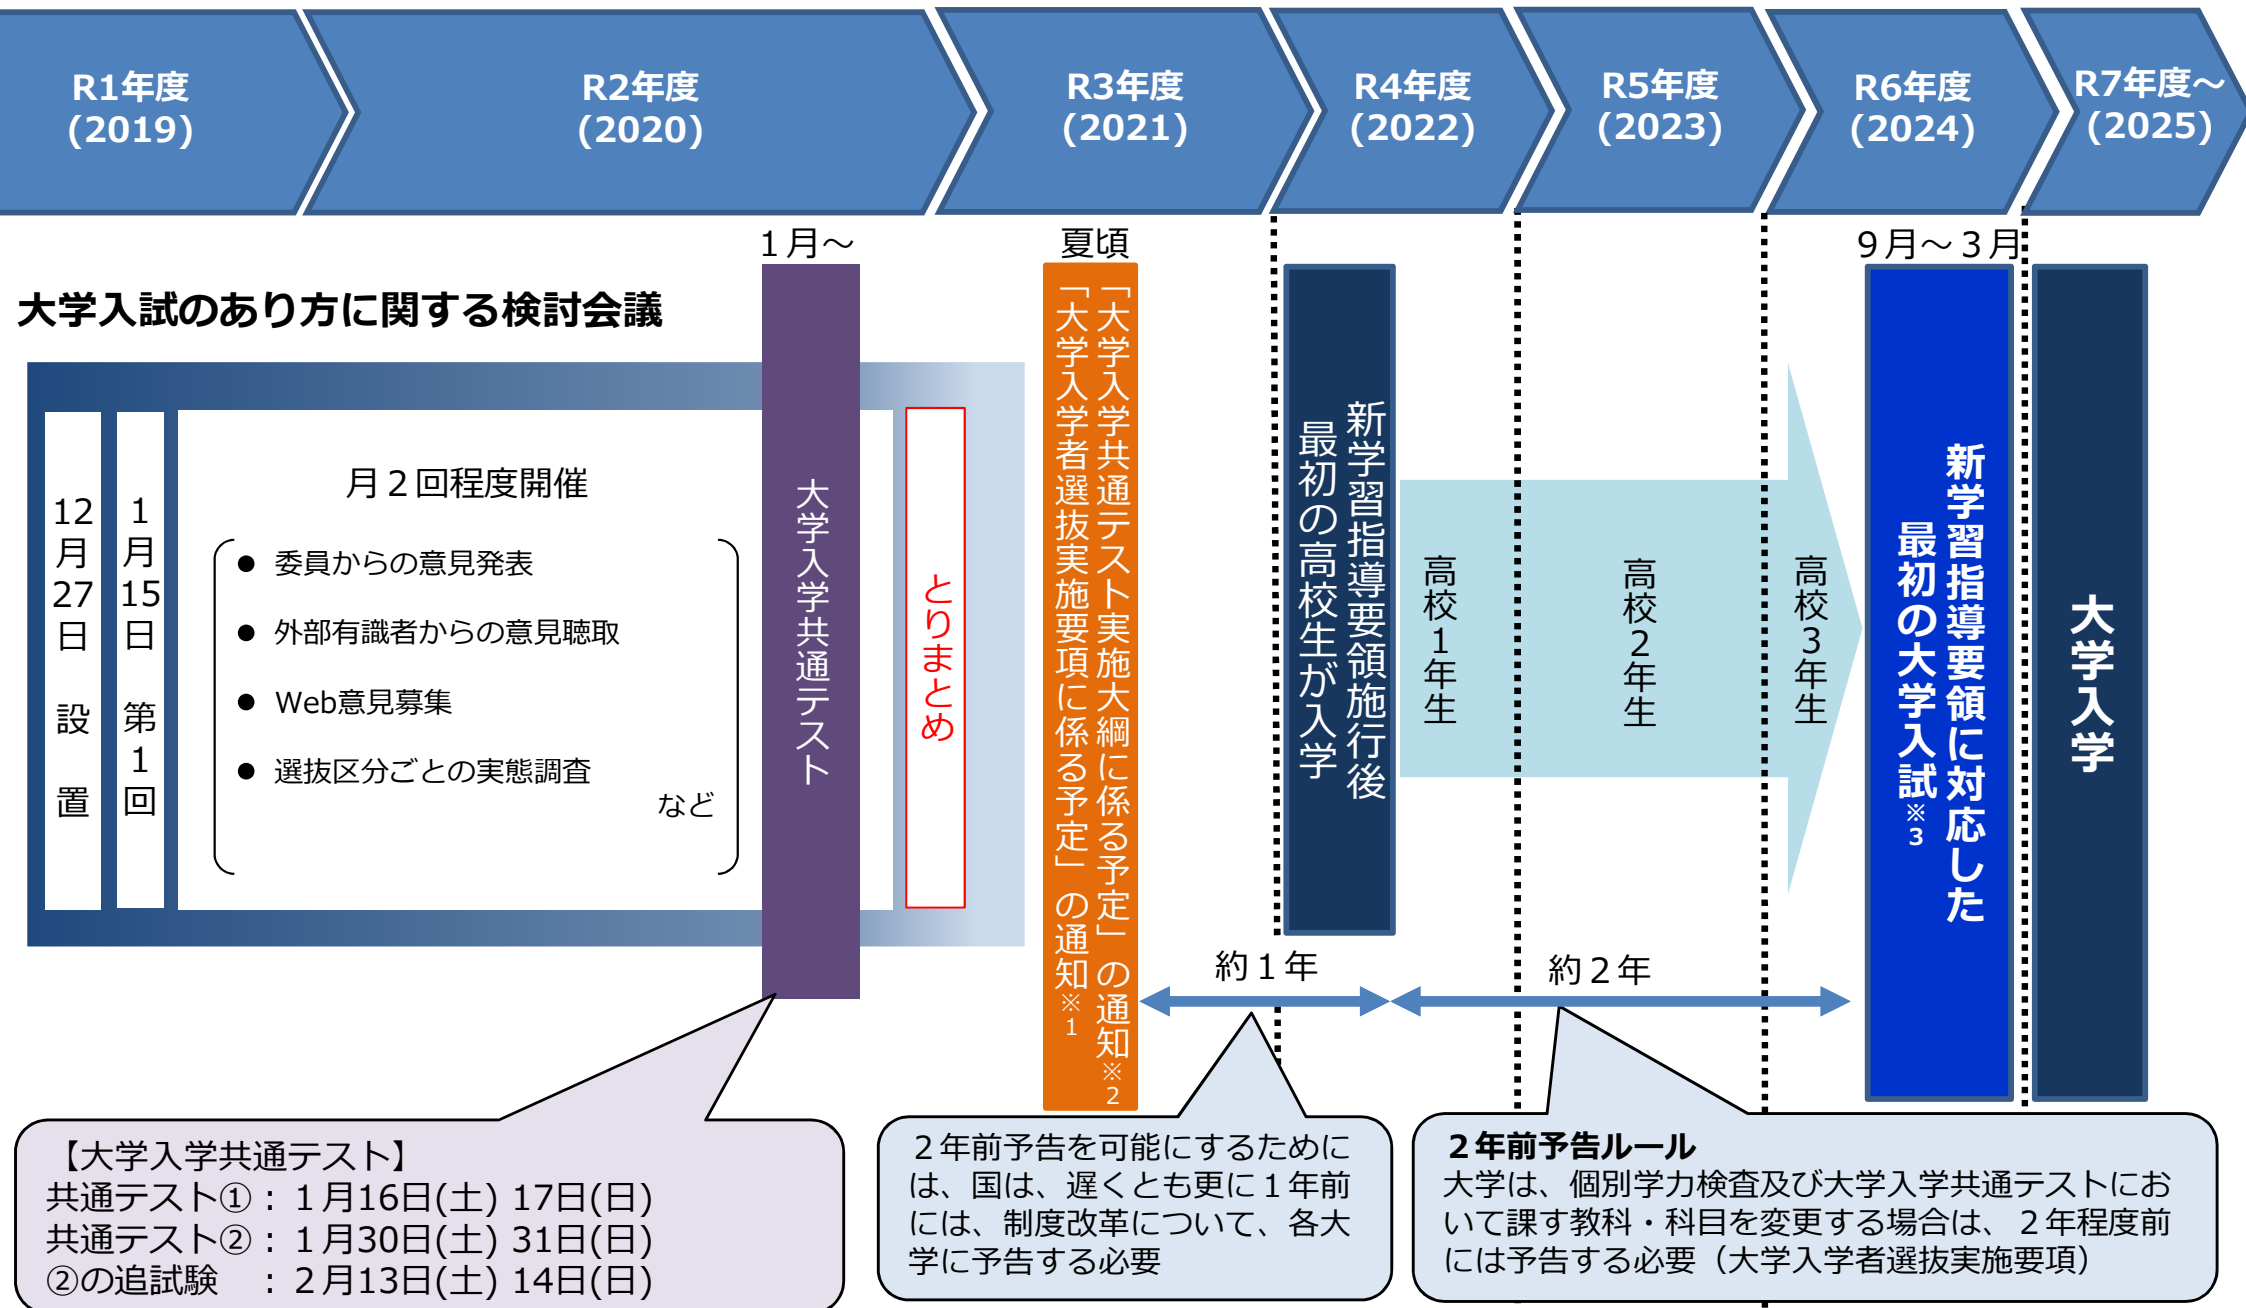 R1年度
(2019)
R2年度
(2020)
R3年度
(2021)
R4年度
(2022)
R5年度
(2023)
R6年度
(2024)
R7年度～
(2025)
１月～
夏頃
９月～３月
大学入試のあり方に関する検討会議
12月27日　設　置
１月15日　第１回
月２回程度開催
● 委員からの意見発表
● 外部有識者からの意見聴取
● Web意見募集
● 選抜区分ごとの実態調査
など
大学入学共通テスト
とりまとめ
「大学入学共通テスト実施大綱に係る予定」の通知※2
「大学入学者選抜実施要項に係る予定」の通知※1
新学習指導要領施行後
最初の高校生が入学
高校１年生
高校２年生
高校３年生
新学習指導要領に対応した
最初の大学入試※3
大学入学
約１年
約２年
【大学入学共通テスト】
共通テスト①：１月16日(土) 17日(日)
共通テスト②：１月30日(土) 31日(日)
②の追試験　：２月13日(土) 14日(日)
２年前予告を可能にするために
は、国は、遅くとも更に１年前
には、制度改革について、各大
学に予告する必要
２年前予告ルール
大学は、個別学力検査及び大学入学共通テストにお
いて課す教科・科目を変更する場合は、２年程度前
には予告する必要（大学入学者選抜実施要項）